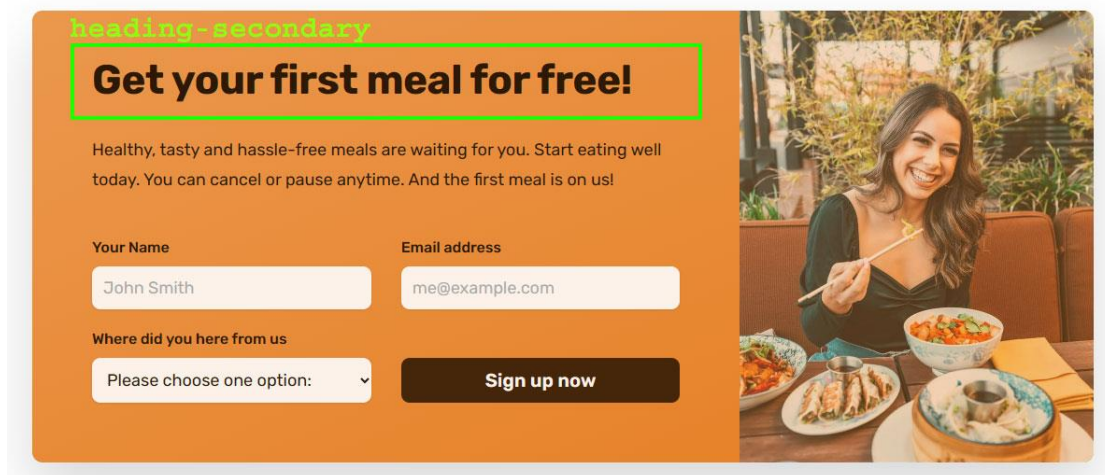 heading-secondary
Get your first meal for free!
Healthy, tasty and hassle-free meals are waiting for you. Start eating well
today. You can cancel or pause anytime. And the first meal is on us!
Your Name
Email address
John Smith
me@example.com
Where did you here from us
Please choose one option:
Sign up now